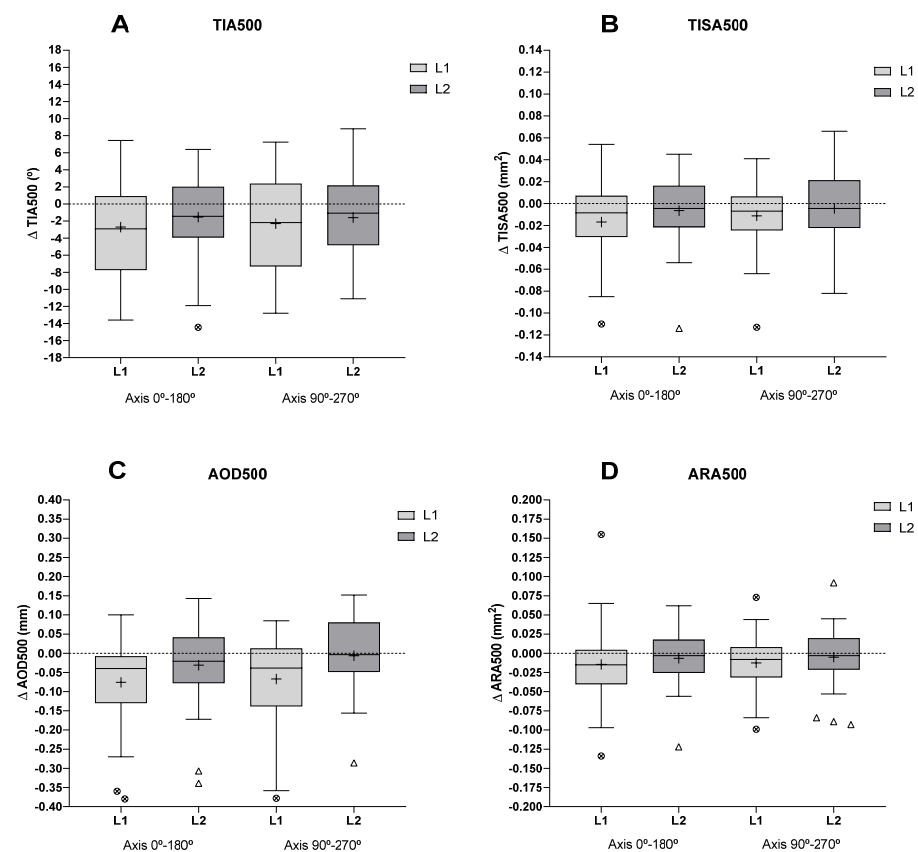 A
TIA500
18
16
14
12
10
8
6
4
2
0
-2
-4
-6
-8
-10
-12
-14
-16
-18
Δ TIA500 (º)
L1
L2
L1 L2 L1 L2
Axis 0º-180º Axis 90º-270º
B
TISA500
0.14
0.12
0.10
0.08
0.06
0.04
0.02
0.00
-0.02
-0.04
-0.06
-0.08
-0.10
-0.12
-0.14
Δ TISA500 (mm²)
L1
L2
L1 L2 L1 L2
Axis 0º-180º Axis 90º-270º
C
AOD500
0.40
0.35
0.30
0.25
0.20
0.15
0.10
0.05
0.00
-0.05
-0.10
-0.15
-0.20
-0.25
-0.30
-0.35
-0.40
Δ AOD500 (mm)
L1
L2
L1 L2 L1 L2
Axis 0º-180º Axis 90º-270º
D
ARA500
0.200
0.175
0.150
0.125
0.100
0.075
0.050
0.025
0.000
-0.025
-0.050
-0.075
-0.100
-0.125
-0.150
-0.175
-0.200
Δ ARA500 (mm²)
L1
L2
L1 L2 L1 L2
Axis 0º-180º Axis 90º-270º